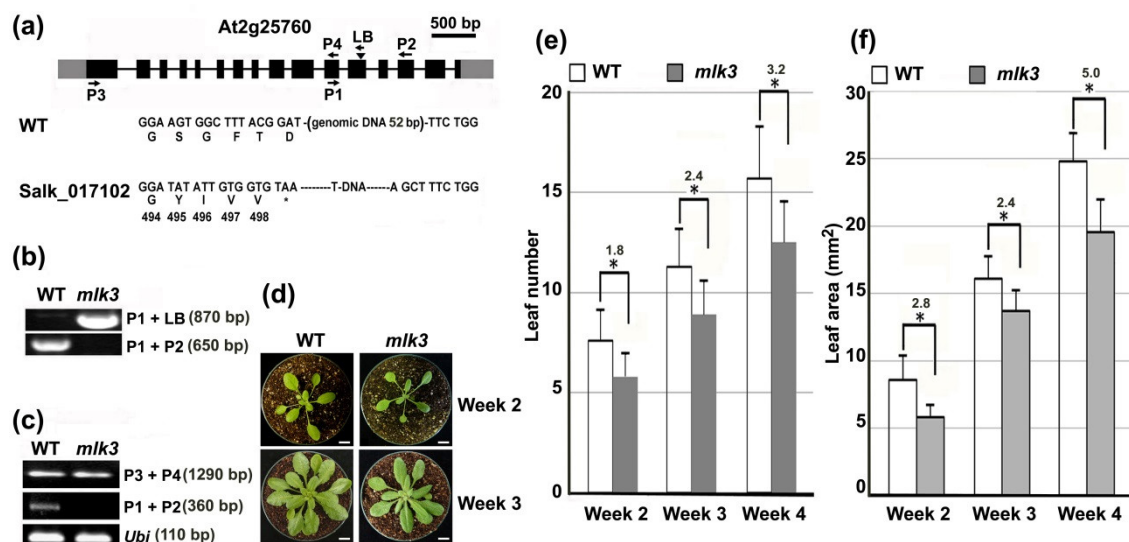 (a)
At2g25760
500 bp
P4 LB P2
P3 P1
WT
GGA AGT GGC TTT ACG GAT -(genomic DNA 52 bp)-TTC TGG
G S G F T D
Salk_017102
GGA TAT ATT GTG GTG TAA --------T-DNA------A GCT TTC TGG
G Y I V V *
494 495 496 497 498
(b)
WT mlk3
P1 + LB (870 bp)
P1 + P2 (650 bp)
(c)
WT mlk3
P3 + P4 (1290 bp)
P1 + P2 (360 bp)
Ubi (110 bp)
(d)
WT mlk3
Week 2
Week 3
(e)
WT mlk3
Leaf number
20
15
10
5
0
1.8
*
2.4
*
3.2
*
Week 2 Week 3 Week 4
(f)
WT mlk3
Leaf area (mm2)
30
25
20
15
10
5
0
2.8
*
2.4
*
5.0
*
Week 2 Week 3 Week 4